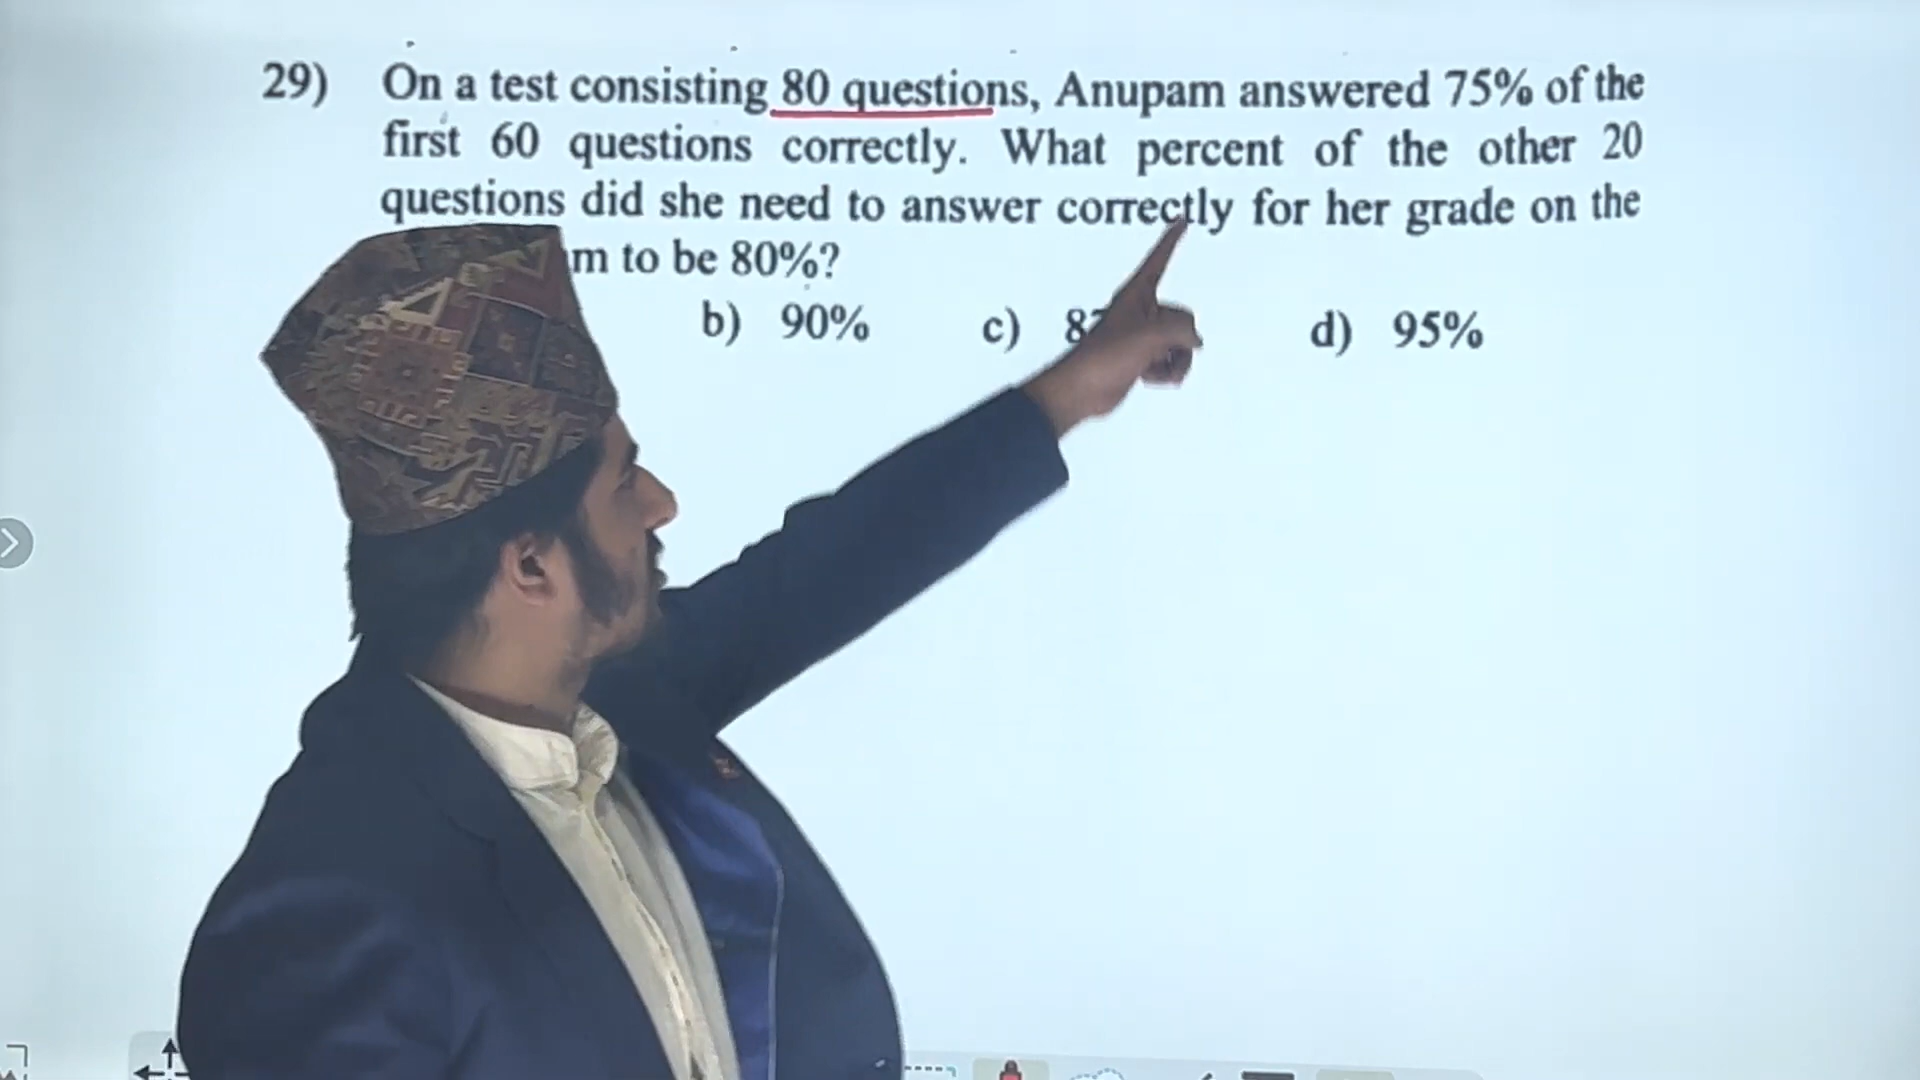 29) On a test consisting 80 questions, Anupam answered 75% of the
first 60 questions correctly. What percent of the other 20
questions did she need to answer correctly for her grade on the
m to be 80%?
b) 90% c) d) 95%